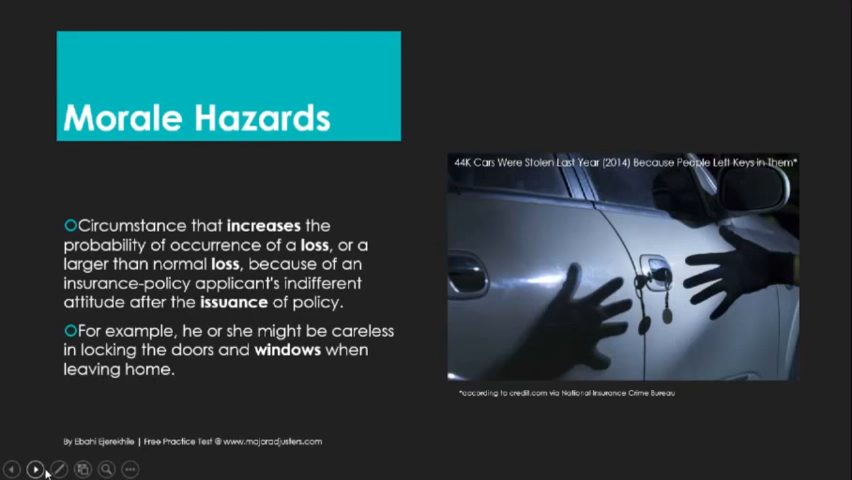 Morale Hazards
Circumstance that increases the
probability of occurrence of a loss, or a
larger than normal loss, because of an
insurance-policy applicant's indifferent
attitude after the issuance of policy.
For example, he or she might be careless
in locking the doors and windows when
leaving home.
44K Cars Were Stolen Last Year (2014) Because People Left Keys in Them*
*according to credit.com via National Insurance Crime Bureau
By Ebahi Ejerekhile | Free Practice Test @ www.majoradjusters.com